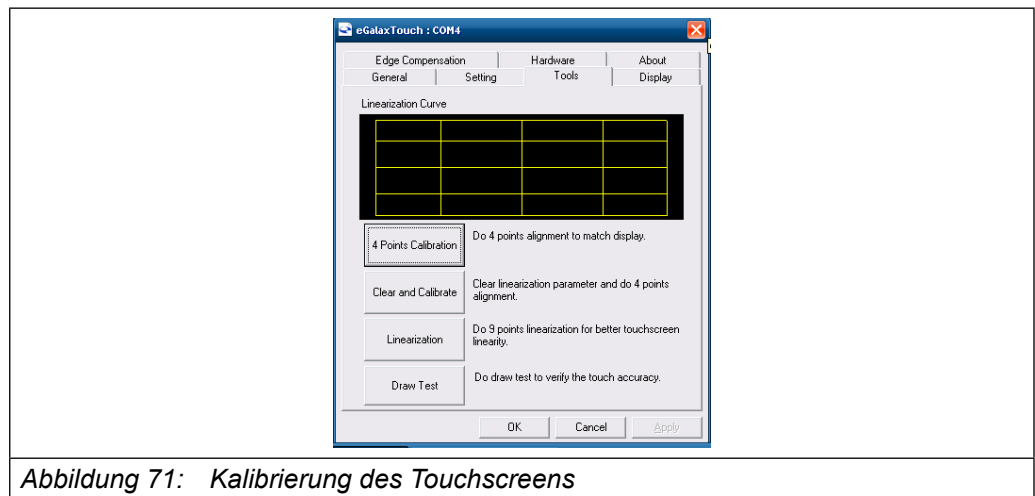 eGalaxTouch : COM4
Edge Compensation Hardware About
General Setting Tools Display
Linearization Curve
4 Points Calibration Do 4 points alignment to match display.
Clear and Calibrate Clear linearization parameter and do 4 points
alignment.
Linearization Do 9 points linearization for better touchscreen
linearity.
Draw Test Do draw test to verify the touch accuracy.
OK Cancel Apply
Abbildung 71: Kalibrierung des Touchscreens